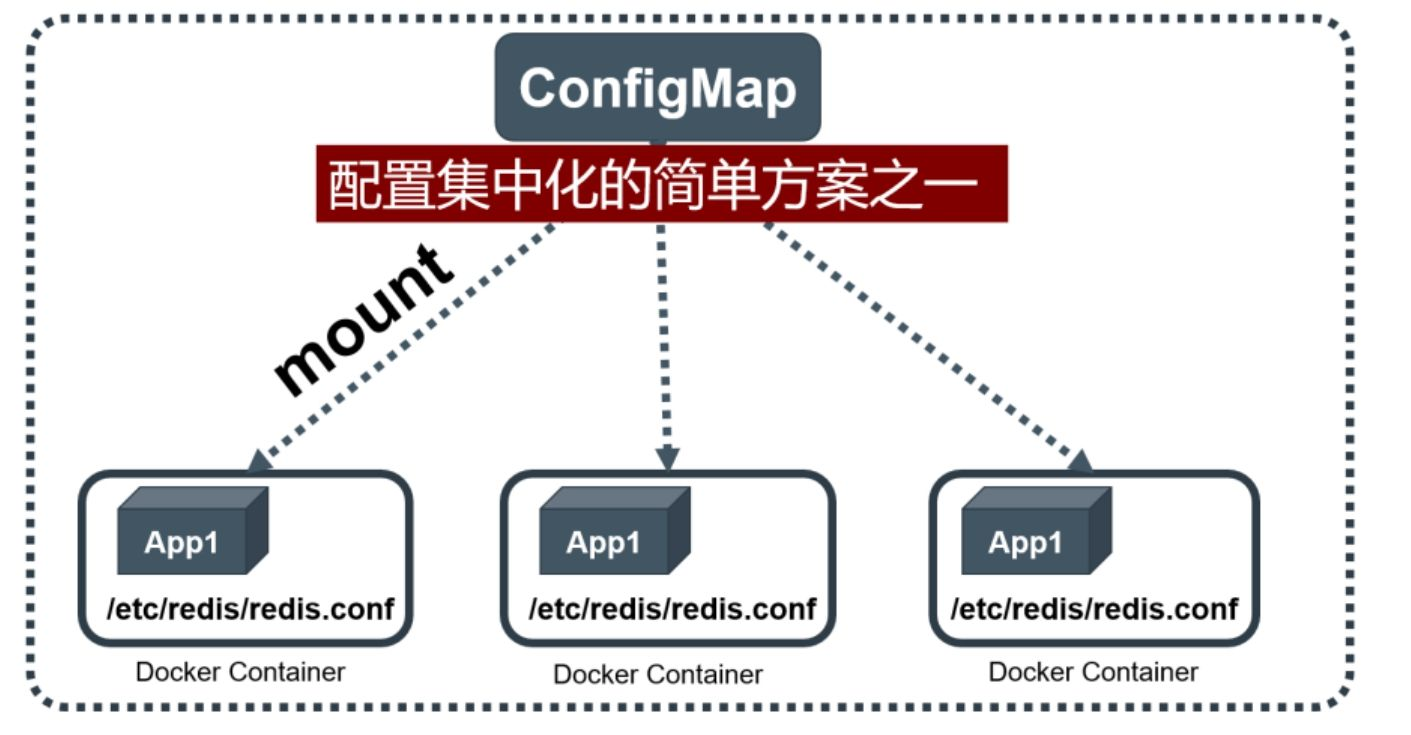 ConfigMap
配置集中化的简单方案之一
mount
App1
/etc/redis/redis.conf
Docker Container
App1
/etc/redis/redis.conf
Docker Container
App1
/etc/redis/redis.conf
Docker Container